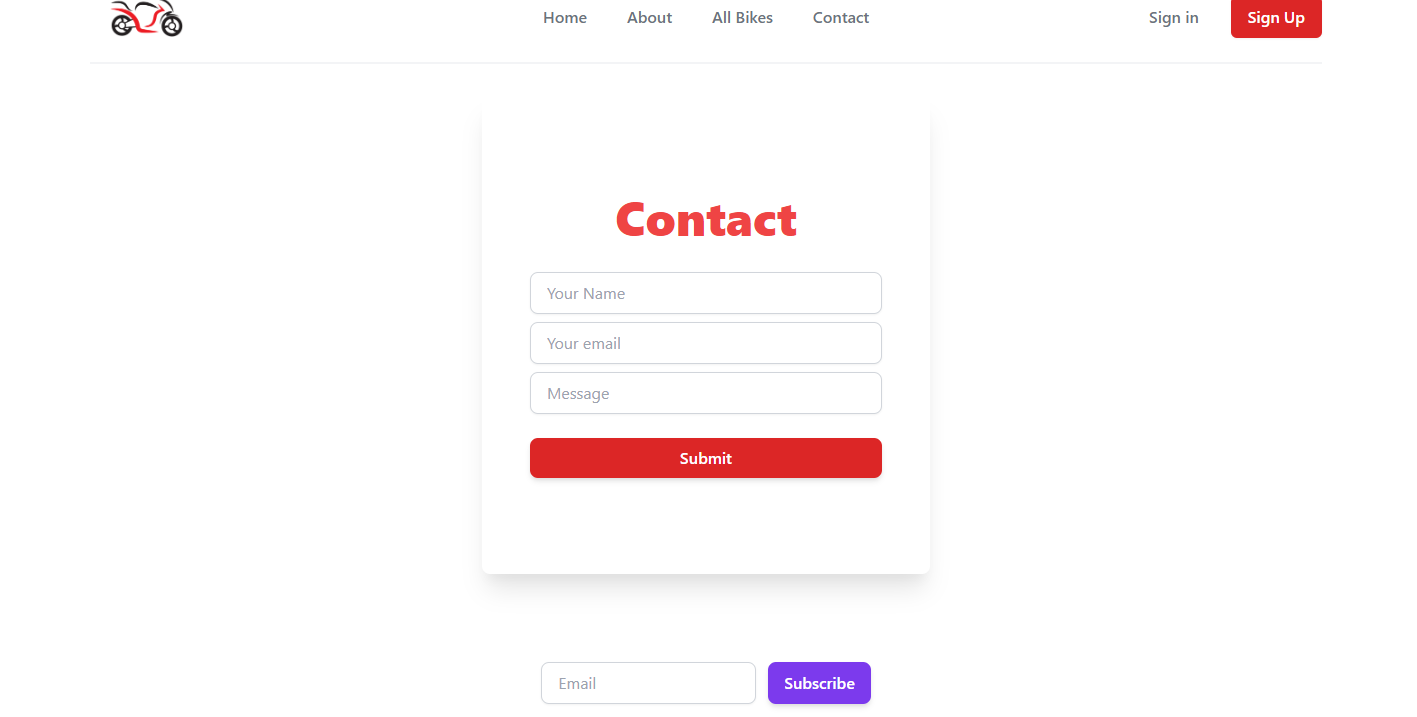 Home About All Bikes Contact Sign in Sign Up
Contact
Your Name
Your email
Message
Submit
Email Subscribe